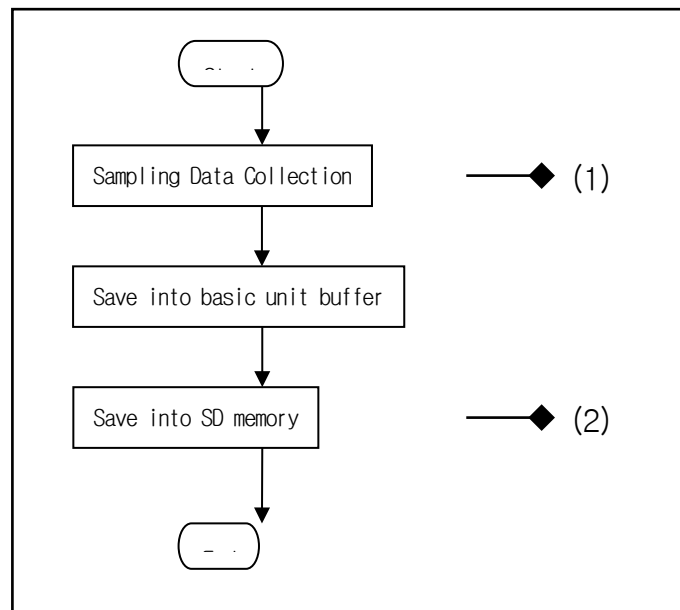 Sampling Data Collection
(1)
Save into basic unit buffer
Save into SD memory
(2)